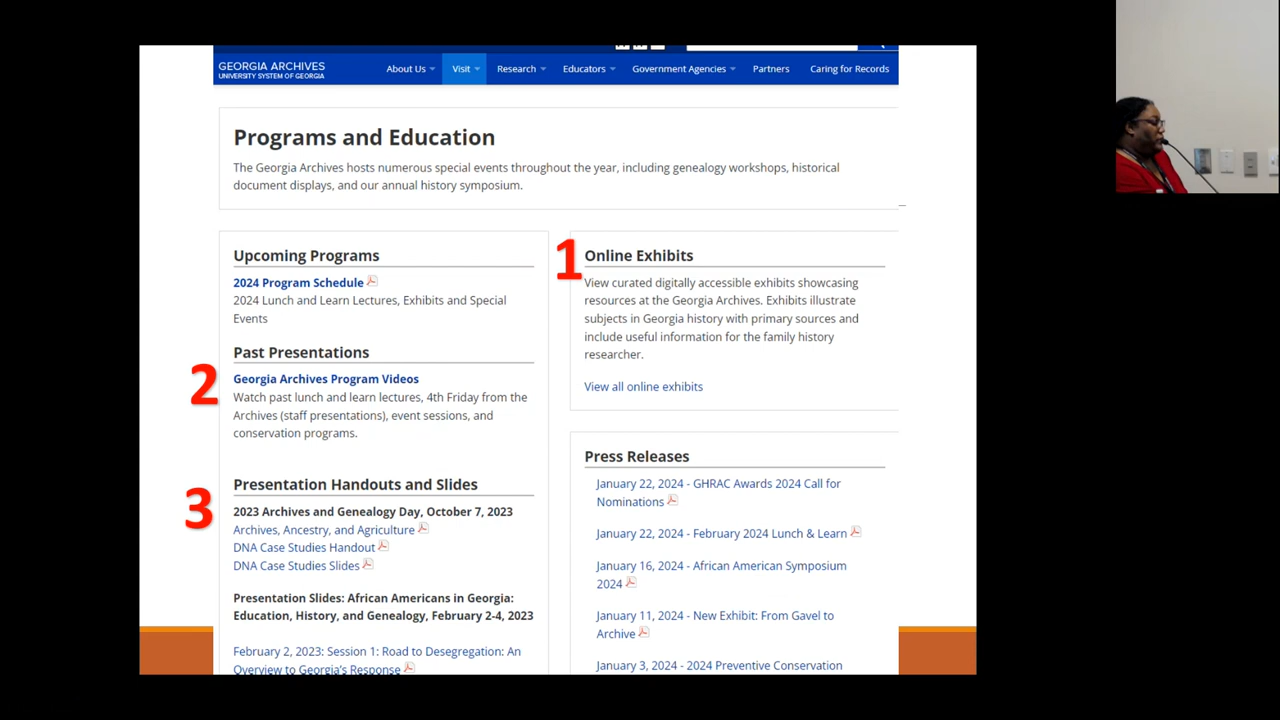 GEORGIA ARCHIVES
UNIVERSITY SYSTEM OF GEORGIA
About Us Visit Research Educators Government Agencies Partners Caring for Records
Programs and Education
The Georgia Archives hosts numerous special events throughout the year, including genealogy workshops, historical
document displays, and our annual history symposium.
Upcoming Programs
2024 Program Schedule
2024 Lunch and Learn Lectures, Exhibits and Special
Events
Past Presentations
2
Georgia Archives Program Videos
Watch past lunch and learn lectures, 4th Friday from the
Archives (staff presentations), event sessions, and
conservation programs.
3
Presentation Handouts and Slides
2023 Archives and Genealogy Day, October 7, 2023
Archives, Ancestry, and Agriculture
DNA Case Studies Handout
DNA Case Studies Slides
Presentation Slides: African Americans in Georgia:
Education, History, and Genealogy, February 2-4, 2023
February 2, 2023: Session 1: Road to Desegregation: An
Overview to Georgia's Response
1
Online Exhibits
View curated digitally accessible exhibits showcasing
resources at the Georgia Archives. Exhibits illustrate
subjects in Georgia history with primary sources and
include useful information for the family history
researcher.
View all online exhibits
Press Releases
January 22, 2024 - GHRAC Awards 2024 Call for
Nominations
January 22, 2024 - February 2024 Lunch & Learn
January 16, 2024 - African American Symposium
2024
January 11, 2024 - New Exhibit: From Gavel to
Archive
January 3, 2024 - 2024 Preventive Conservation